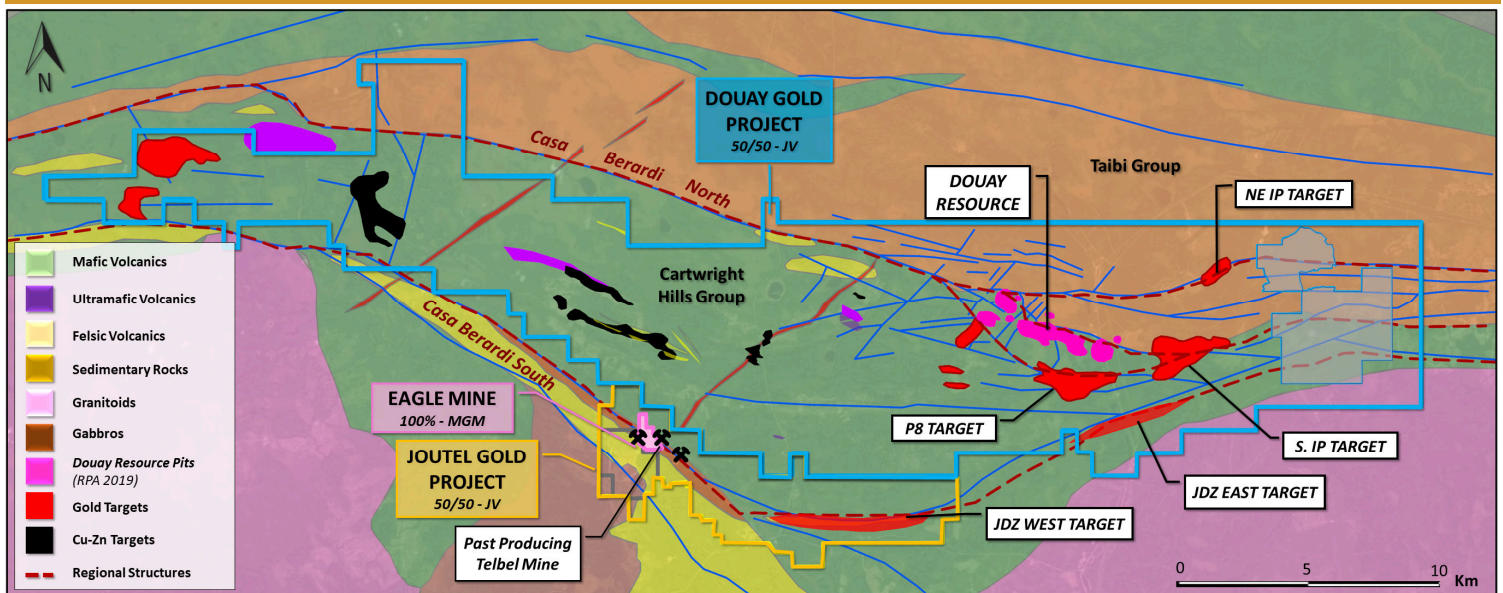 N
DOUAY GOLD
PROJECT
50/50 - JV
Casa Berardi North
Taibi Group
DOUAY
RESOURCE
NE IP TARGET
Cartwright
Hills Group
Casa Berardi South
Mafic Volcanics
Ultramafic Volcanics
Felsic Volcanics
Sedimentary Rocks
Granitoids
Gabbros
Douay Resource Pits
(RPA 2019)
Gold Targets
Cu-Zn Targets
Regional Structures
EAGLE MINE
100% - MGM
JOUTEL GOLD
PROJECT
50/50 - JV
Past Producing
Telbel Mine
P8 TARGET
S. IP TARGET
JDZ EAST TARGET
JDZ WEST TARGET
0 5 10
Km